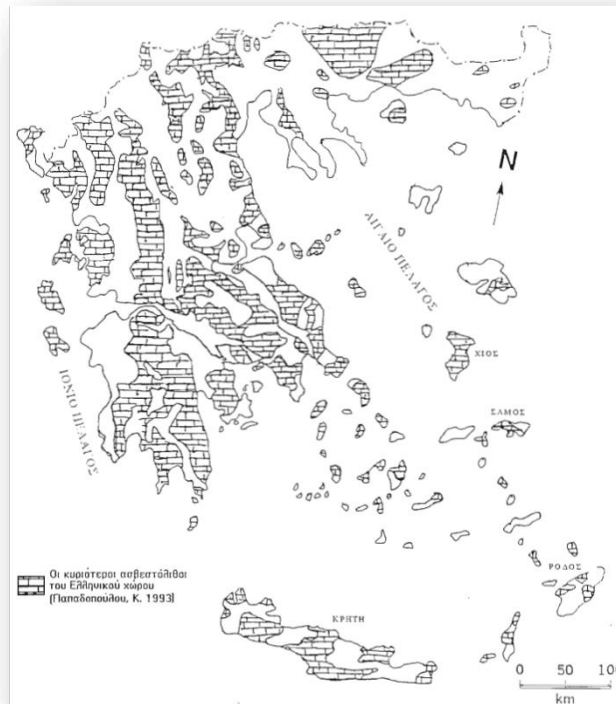 N
ΑΙΓΑΙΟ ΠΕΛΑΓΟΣ
ΧΙΟΣ
ΙΟΝΙΟ ΠΕΛΑΓΟΣ
ΣΑΜΟΣ
ΡΟΔΟΣ
Οι κυριότεροι ασβεστόλιθοι
του Ελληνικού χώρου
(Παπαδοπούλου, Κ. 1993)
ΚΡΗΤΗ
0 50 100
km